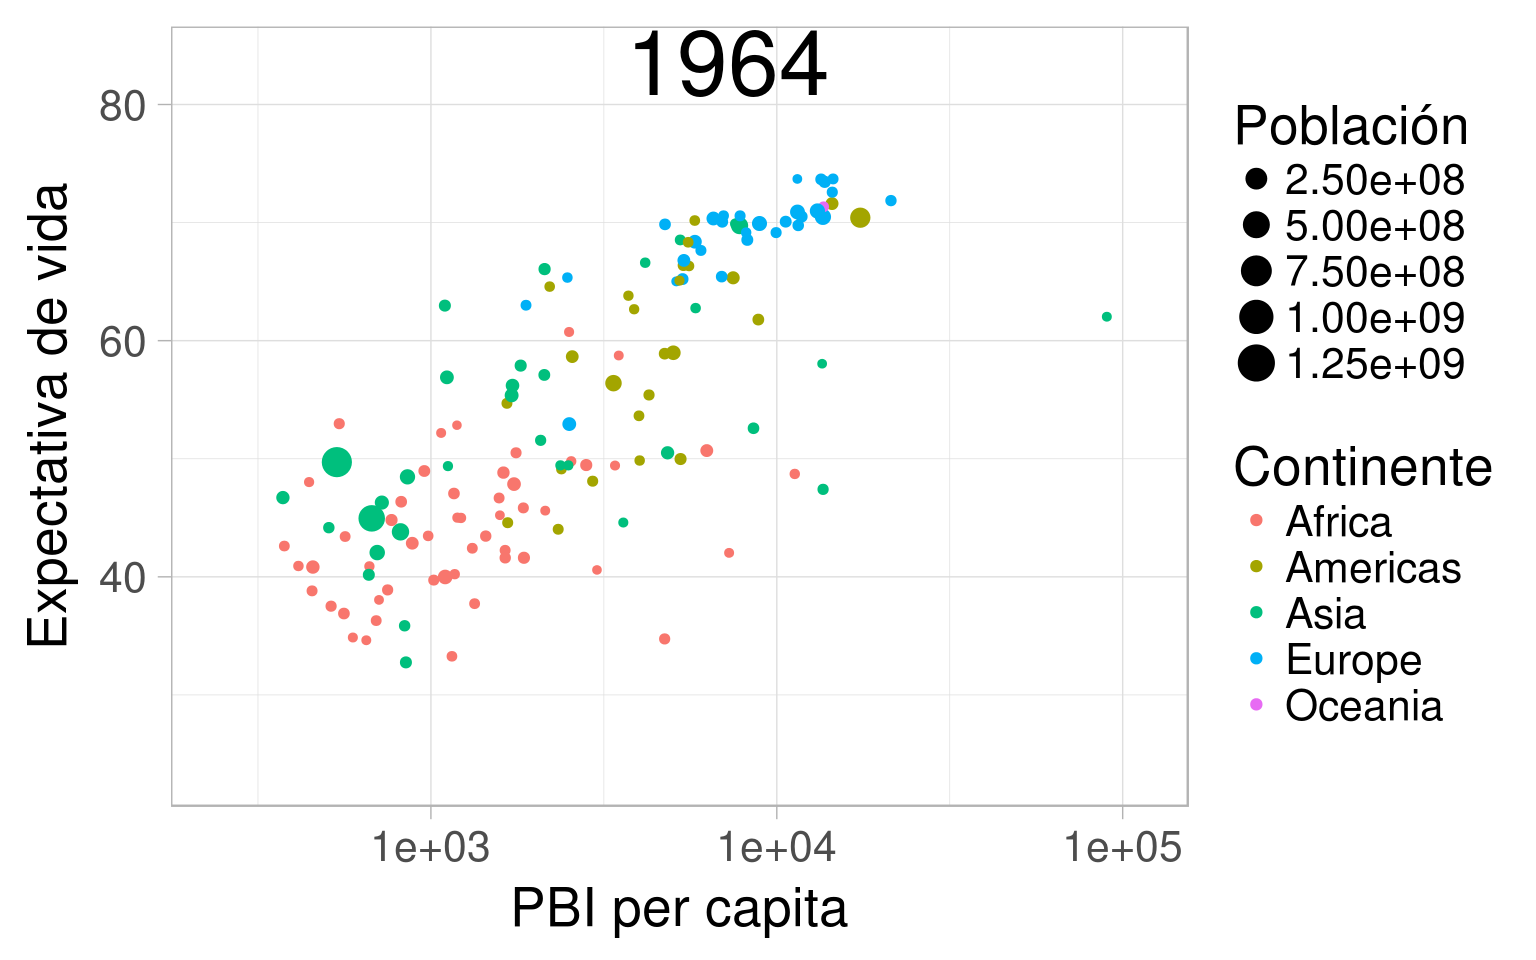 1964
80
60
40
Expectativa de vida
1e+03
1e+04
1e+05
PBI per capita
Población
2.50e+08
5.00e+08
7.50e+08
1.00e+09
1.25e+09
Continente
Africa
Americas
Asia
Europe
Oceania